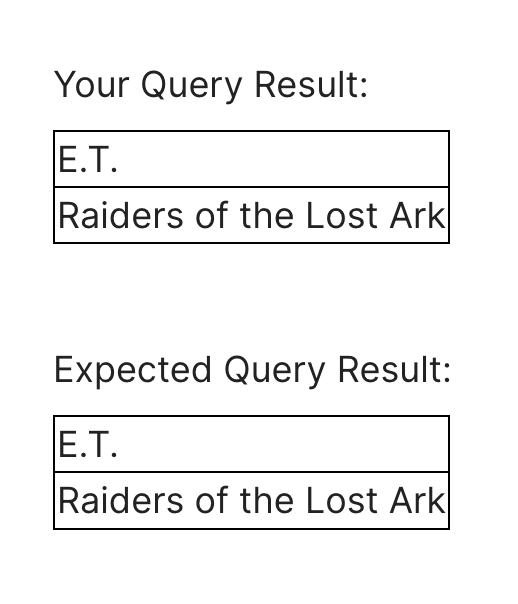 Your Query Result:
E.T.
Raiders of the Lost Ark
Expected Query Result:
E.T.
Raiders of the Lost Ark